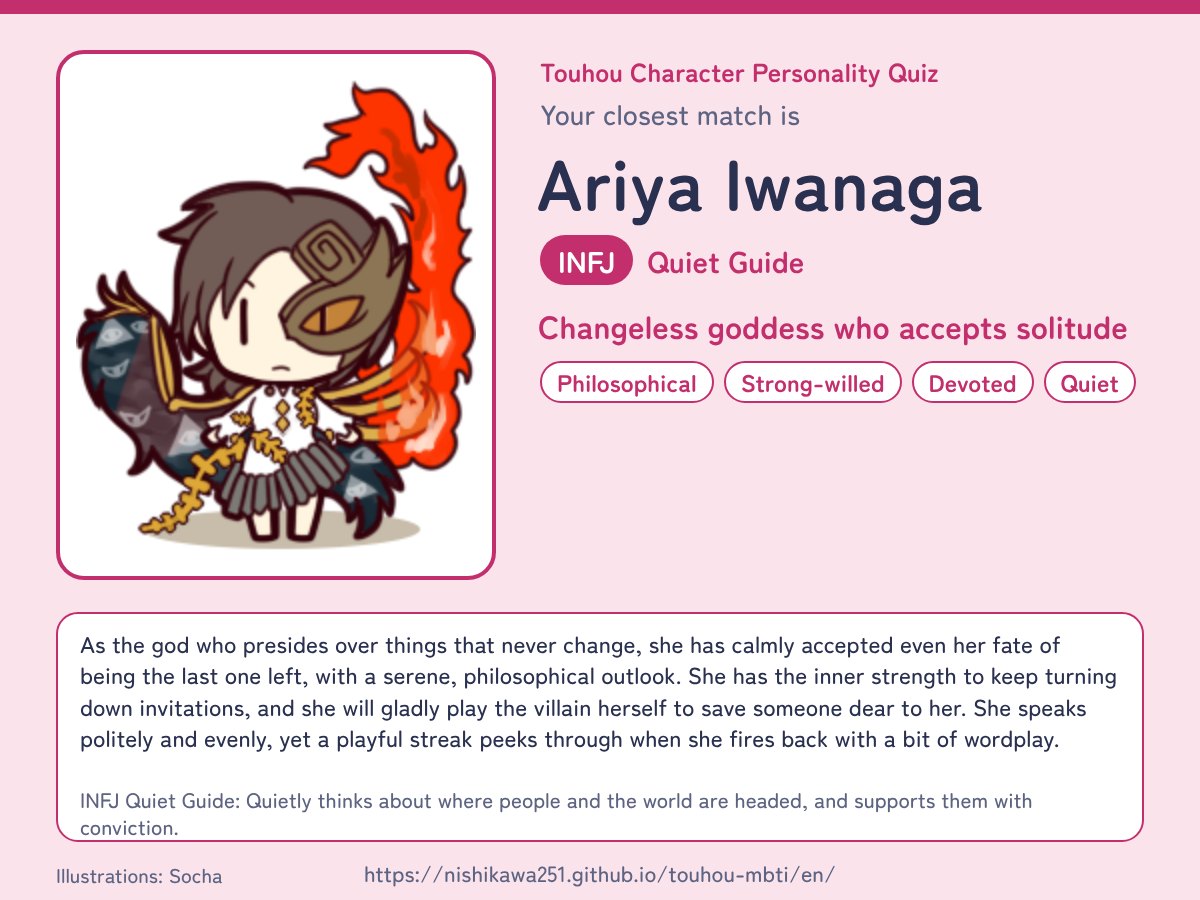 Touhou Character Personality Quiz
Your closest match is
Ariya Iwanaga
INFJ Quiet Guide
Changeless goddess who accepts solitude
Philosophical Strong-willed Devoted Quiet
As the god who presides over things that never change, she has calmly accepted even her fate of
being the last one left, with a serene, philosophical outlook. She has the inner strength to keep turning
down invitations, and she will gladly play the villain herself to save someone dear to her. She speaks
politely and evenly, yet a playful streak peeks through when she fires back with a bit of wordplay.
INFJ Quiet Guide: Quietly thinks about where people and the world are headed, and supports them with
conviction.
Illustrations: Socha https://nishikawa251.github.io/touhou-mbti/en/